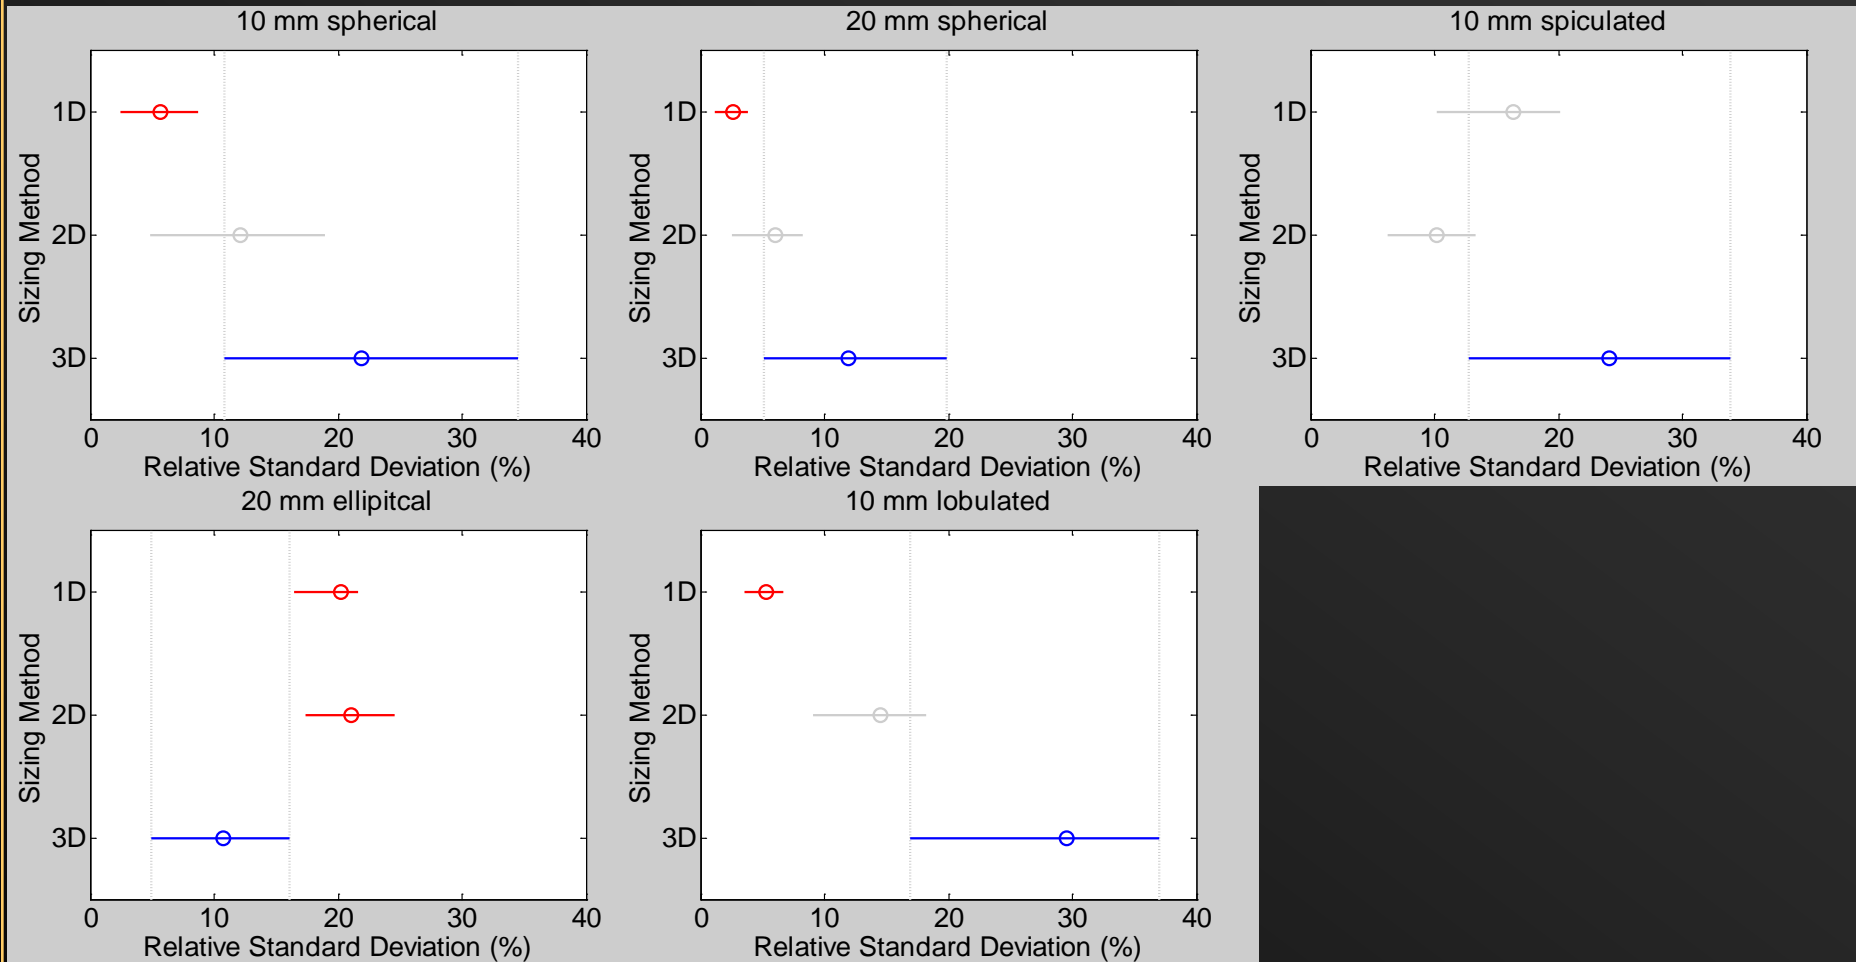 10 mm spherical
1D
2D
3D
Sizing Method
0 10 20 30 40
Relative Standard Deviation (%)
20 mm spherical
1D
2D
3D
Sizing Method
0 10 20 30 40
Relative Standard Deviation (%)
10 mm spiculated
1D
2D
3D
Sizing Method
0 10 20 30 40
Relative Standard Deviation (%)
20 mm ellipitcal
1D
2D
3D
Sizing Method
0 10 20 30 40
Relative Standard Deviation (%)
10 mm lobulated
1D
2D
3D
Sizing Method
0 10 20 30 40
Relative Standard Deviation (%)